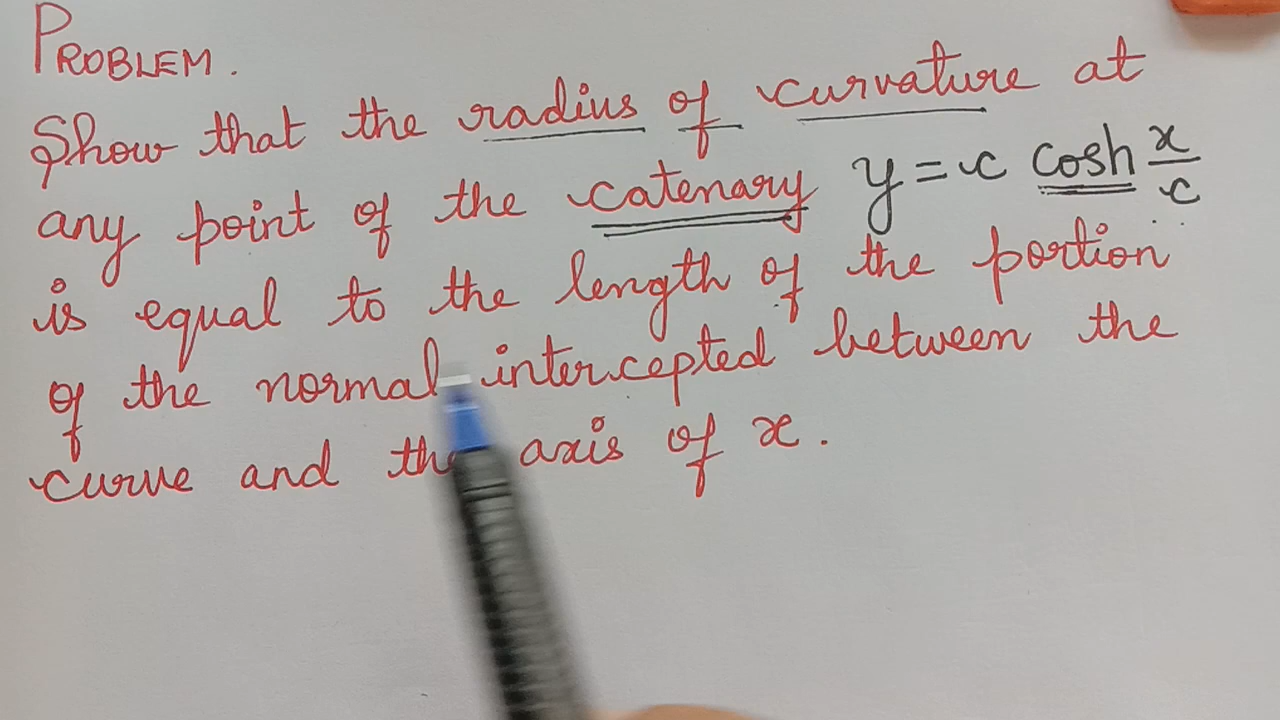 PROBLEM.
Show that the radius of curvature at
any point of the catenary y = c cosh x/c
is equal to the length of the portion
of the normal intercepted between the
curve and the axis of x.